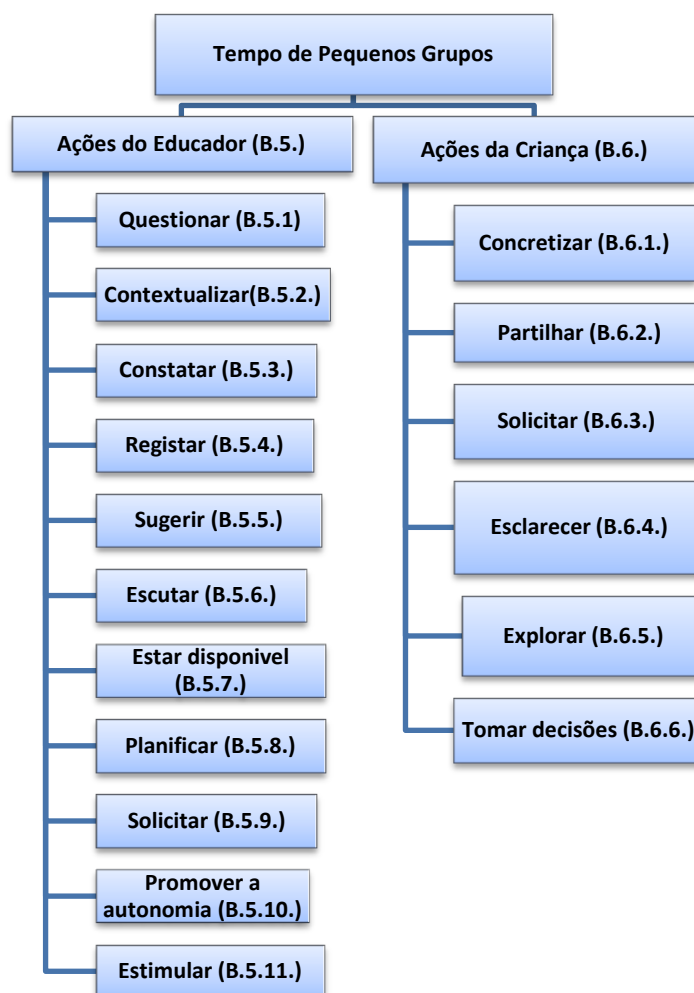 Tempo de Pequenos Grupos
Ações do Educador (B.5.)
Questionar (B.5.1)
Contextualizar(B.5.2.)
Constatar (B.5.3.)
Registar (B.5.4.)
Sugerir (B.5.5.)
Escutar (B.5.6.)
Estar disponivel
(B.5.7.)
Planificar (B.5.8.)
Solicitar (B.5.9.)
Promover a
autonomia (B.5.10.)
Estimular (B.5.11.)
Ações da Criança (B.6.)
Concretizar (B.6.1.)
Partilhar (B.6.2.)
Solicitar (B.6.3.)
Esclarecer (B.6.4.)
Explorar (B.6.5.)
Tomar decisões (B.6.6.)